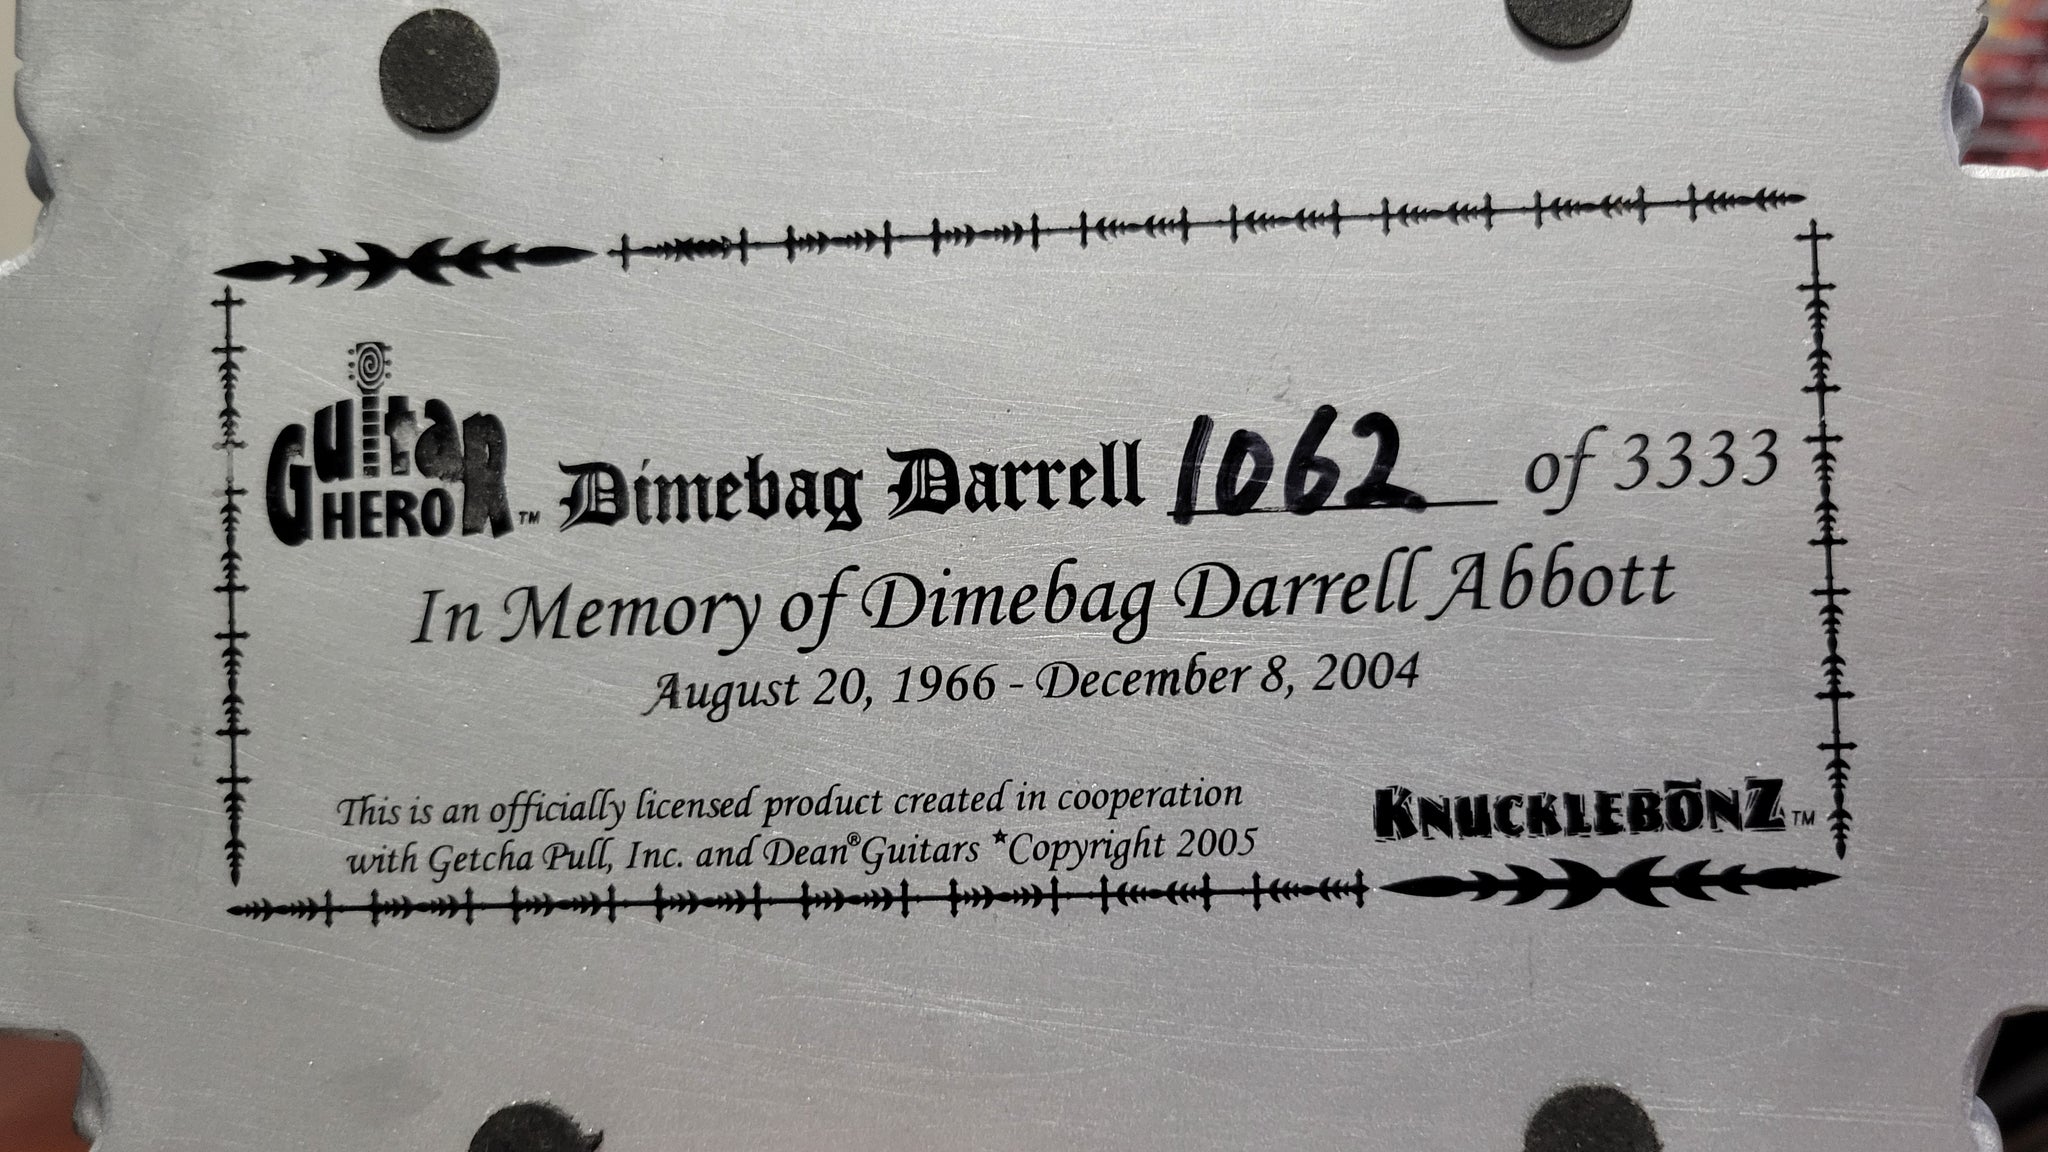 Guitar HERO™ Dimebag Darrell 1062 of 3333
In Memory of Dimebag Darrell Abbott
August 20, 1966 - December 8, 2004
This is an officially licensed product created in cooperation
with Getcha Pull, Inc. and Dean® Guitars *Copyright 2005
KNUCKLEBŌNZ™